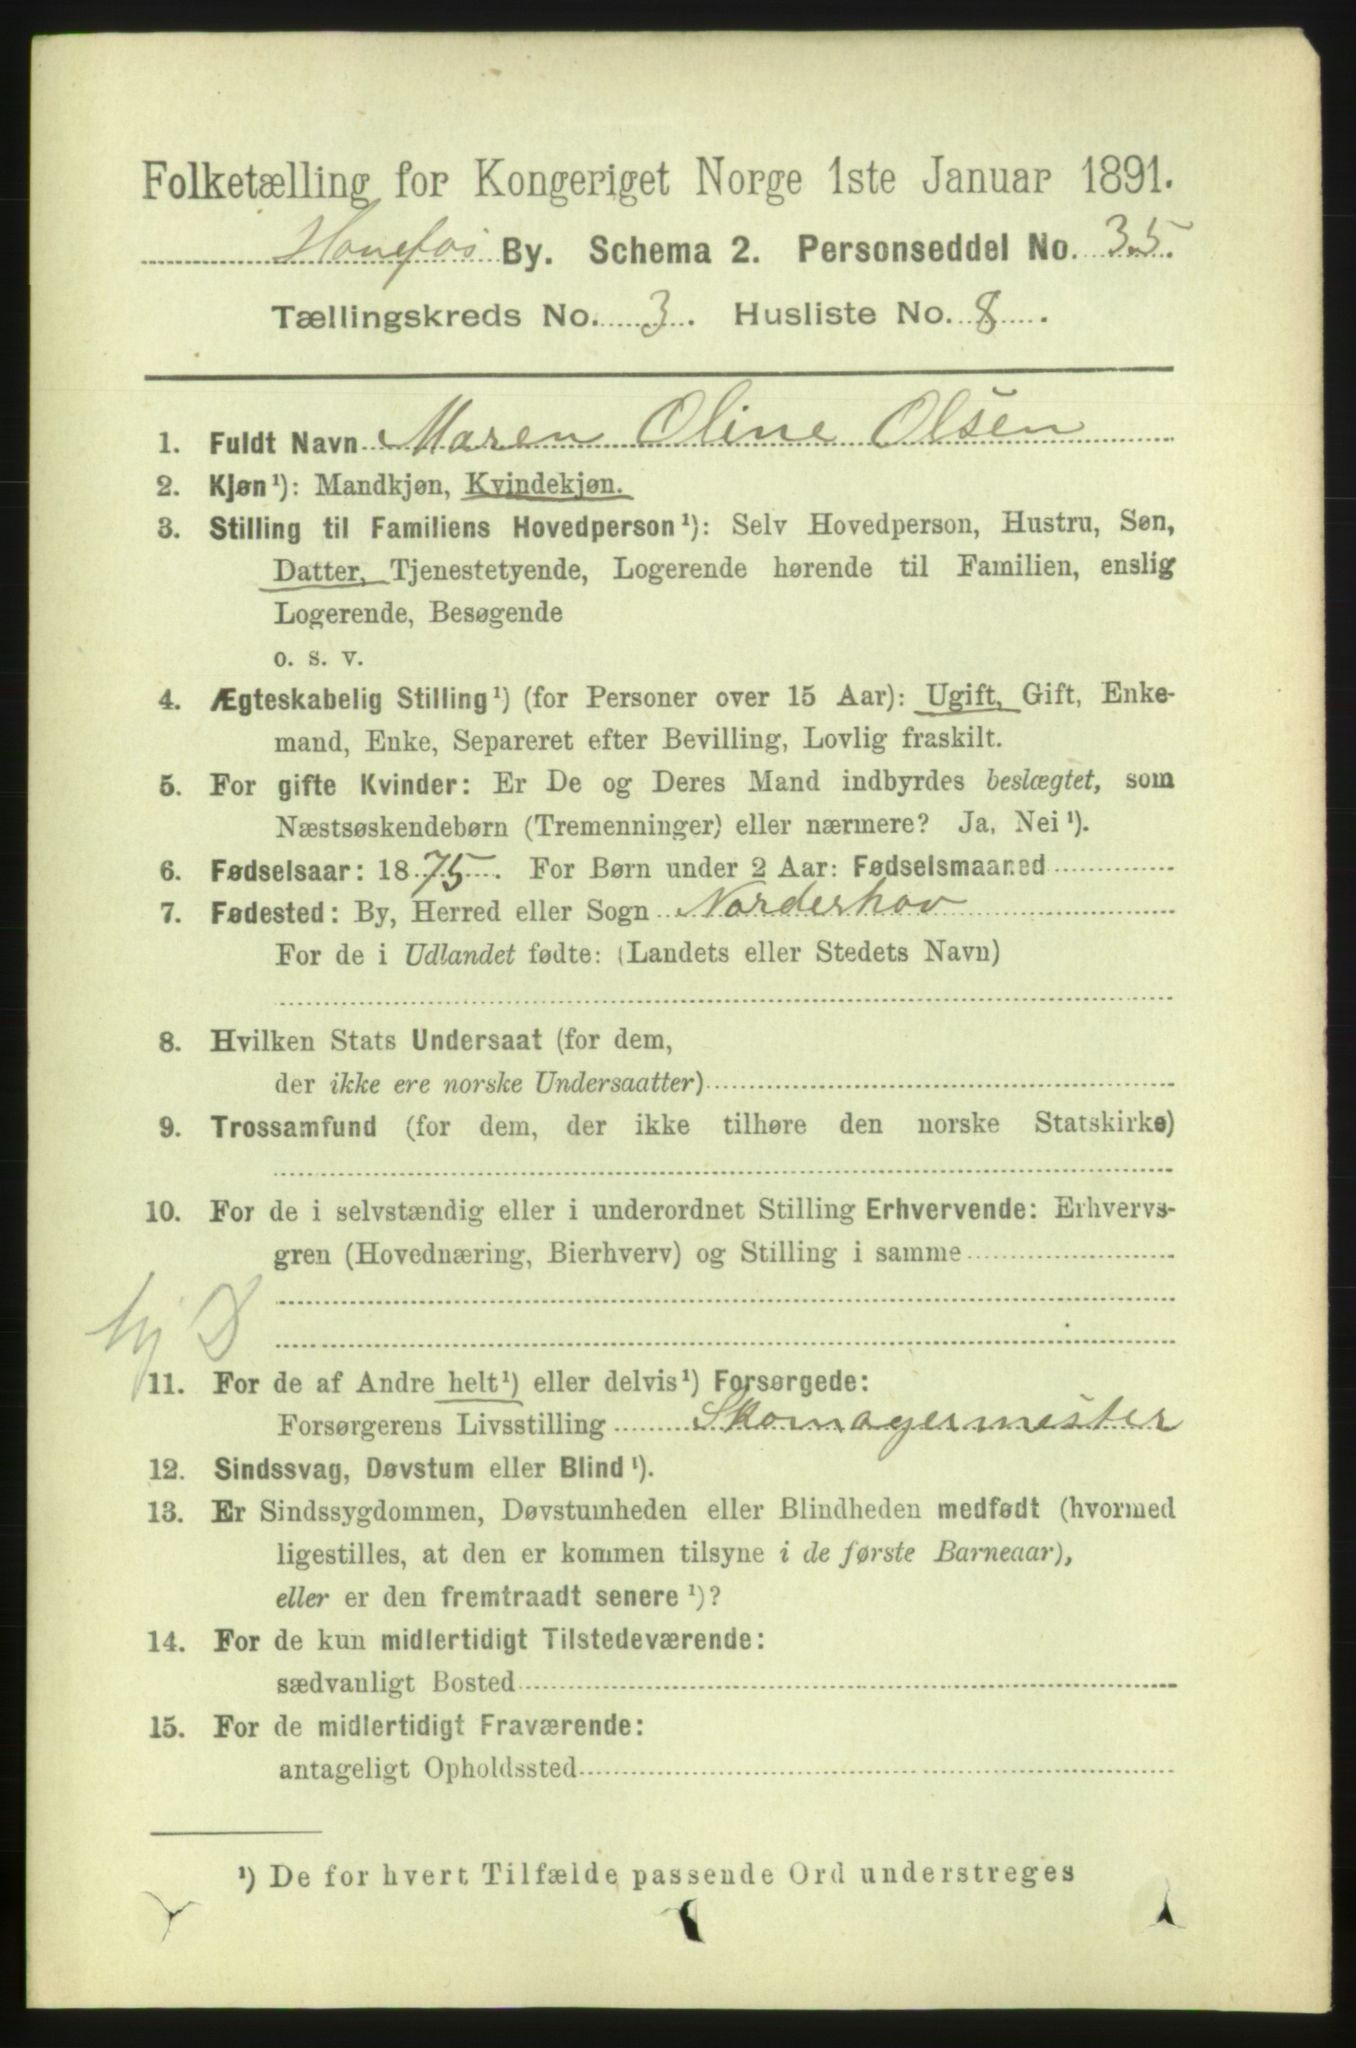 Folketælling for Kongeriget Norge 1ste Januar 1891.
Hønefos By. Schema 2. Personseddel No. 35.
Tællingskreds No. 3. Husliste No. 8.
1. Fuldt Navn Maren Oline Olsen
2. Kjøn¹): Mandkjøn, Kvindekjøn.
3. Stilling til Familiens Hovedperson¹): Selv Hovedperson, Hustru, Søn,
Datter, Tjenestetyende, Logerende hørende til Familien, enslig
Logerende, Besøgende
o. s. v.
4. Ægteskabelig Stilling¹) (for Personer over 15 Aar): Ugift, Gift, Enke-
mand, Enke, Separeret efter Bevilling, Lovlig fraskilt.
5. For gifte Kvinder: Er De og Deres Mand indbyrdes beslægtet, som
Næstsøskendebørn (Tremenninger) eller nærmere? Ja, Nei¹).
6. Fødselsaar: 1875. For Børn under 2 Aar: Fødselsmaaned
7. Fødested: By, Herred eller Sogn Norderhov
For de i Udlandet fødte: (Landets eller Stedets Navn)
8. Hvilken Stats Undersaat (for dem,
der ikke ere norske Undersaatter)
9. Trossamfund (for dem, der ikke tilhøre den norske Statskirke)
10. For de i selvstændig eller i underordnet Stilling Erhvervende: Erhvervs-
gren (Hovednæring, Bierhverv) og Stilling i samme
hj D
11. For de af Andre helt¹) eller delvis¹) Forsørgede:
Forsørgerens Livsstilling Skomagermester
12. Sindssvag, Døvstum eller Blind¹).
13. Er Sindssygdommen, Døvstumheden eller Blindheden medfødt (hvormed
ligestilles, at den er kommen tilsyne i de første Barneaar),
eller er den fremtraadt senere¹)?
14. For de kun midlertidigt Tilstedeværende:
sædvanligt Bosted
15. For de midlertidigt Fraværende:
antageligt Opholdssted
¹) De for hvert Tilfælde passende Ord understreges